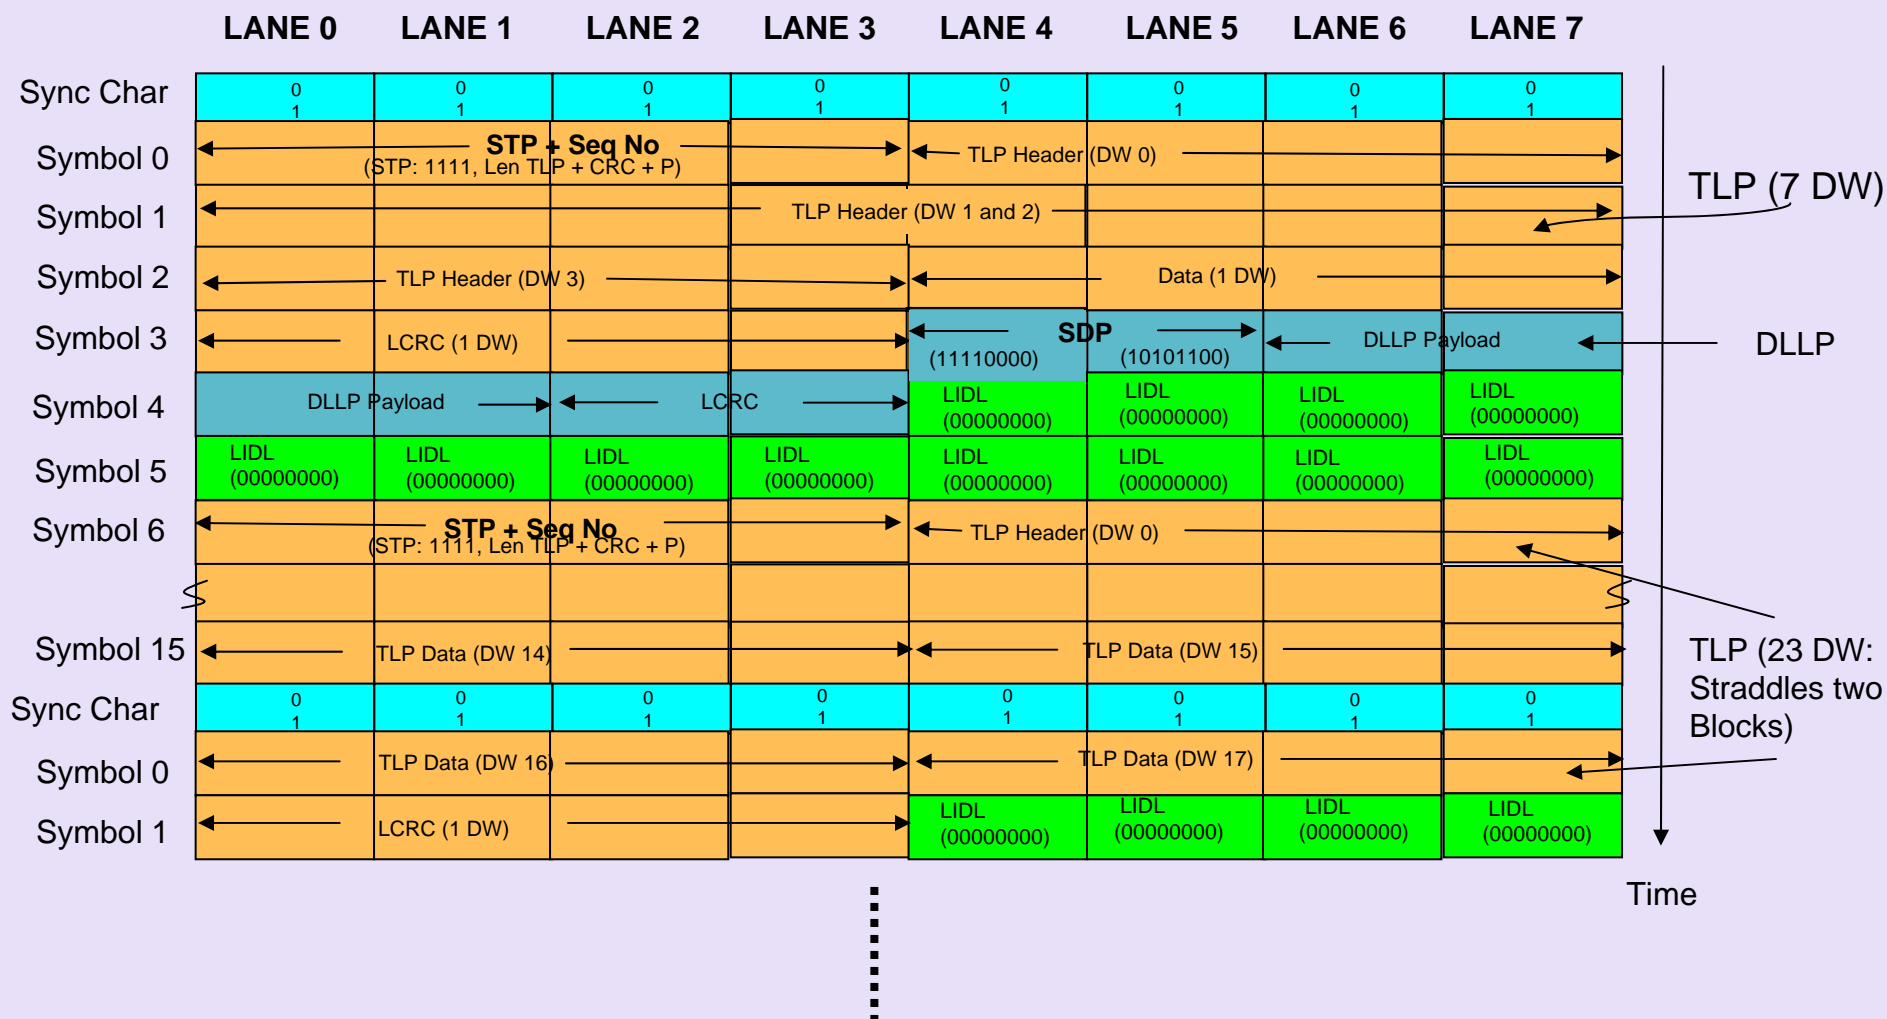 LANE 0 LANE 1 LANE 2 LANE 3 LANE 4 LANE 5 LANE 6 LANE 7
Sync Char 0 0 0 0 0 0 0 0
1 1 1 1 1 1 1 1
Symbol 0 STP + Seq No TLP Header (DW 0)
(STP: 1111, Len TLP + CRC + P)
Symbol 1 TLP Header (DW 1 and 2) TLP (7 DW)
Symbol 2 TLP Header (DW 3) Data (1 DW)
Symbol 3 LCRC (1 DW) SDP DLLP Payload DLLP
(11110000) (10101100)
Symbol 4 DLLP Payload LCRC LIDL LIDL LIDL LIDL
(00000000) (00000000) (00000000) (00000000)
Symbol 5 LIDL LIDL LIDL LIDL LIDL LIDL LIDL LIDL
(00000000) (00000000) (00000000) (00000000) (00000000) (00000000) (00000000) (00000000)
Symbol 6 STP + Seq No TLP Header (DW 0)
(STP: 1111, Len TLP + CRC + P)
Symbol 15 TLP Data (DW 14) TLP Data (DW 15) TLP (23 DW:
Straddles two
Blocks)
Sync Char 0 0 0 0 0 0 0 0
1 1 1 1 1 1 1 1
Symbol 0 TLP Data (DW 16) TLP Data (DW 17)
Symbol 1 LCRC (1 DW) LIDL LIDL LIDL LIDL
(00000000) (00000000) (00000000) (00000000)
Time